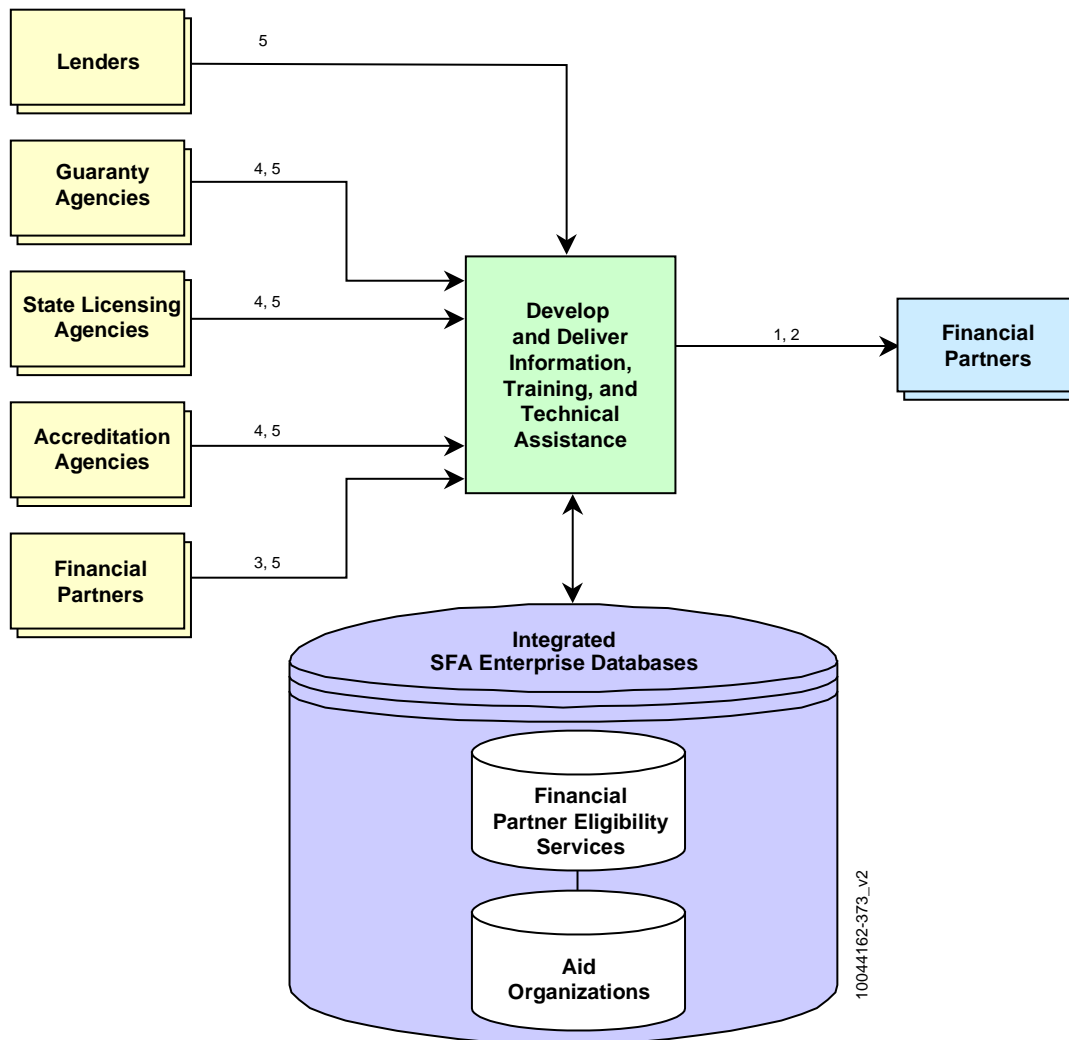 Lenders
5
Guaranty
Agencies
4, 5
State Licensing
Agencies
4, 5
Accreditation
Agencies
4, 5
Financial
Partners
3, 5
Develop
and Deliver
Information,
Training, and
Technical
Assistance
1, 2
Financial
Partners
Integrated
SFA Enterprise Databases
Financial
Partner Eligibility
Services
Aid
Organizations
10044162-373_v2